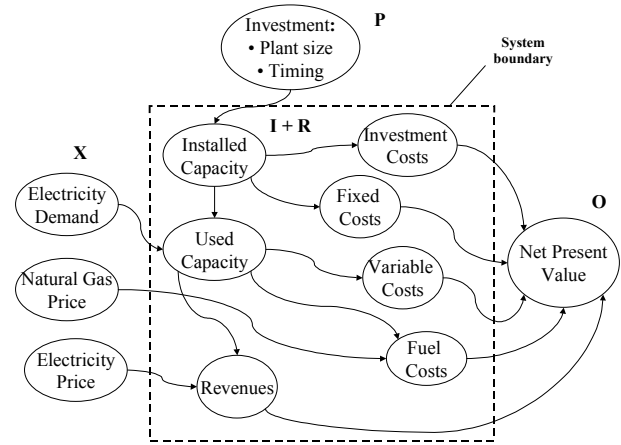 Investment:
• Plant size
• Timing
P
System
boundary
I + R
X
Installed
Capacity
Investment
Costs
Electricity
Demand
Fixed
Costs
O
Used
Capacity
Variable
Costs
Net Present
Value
Natural Gas
Price
Electricity
Price
Revenues
Fuel
Costs